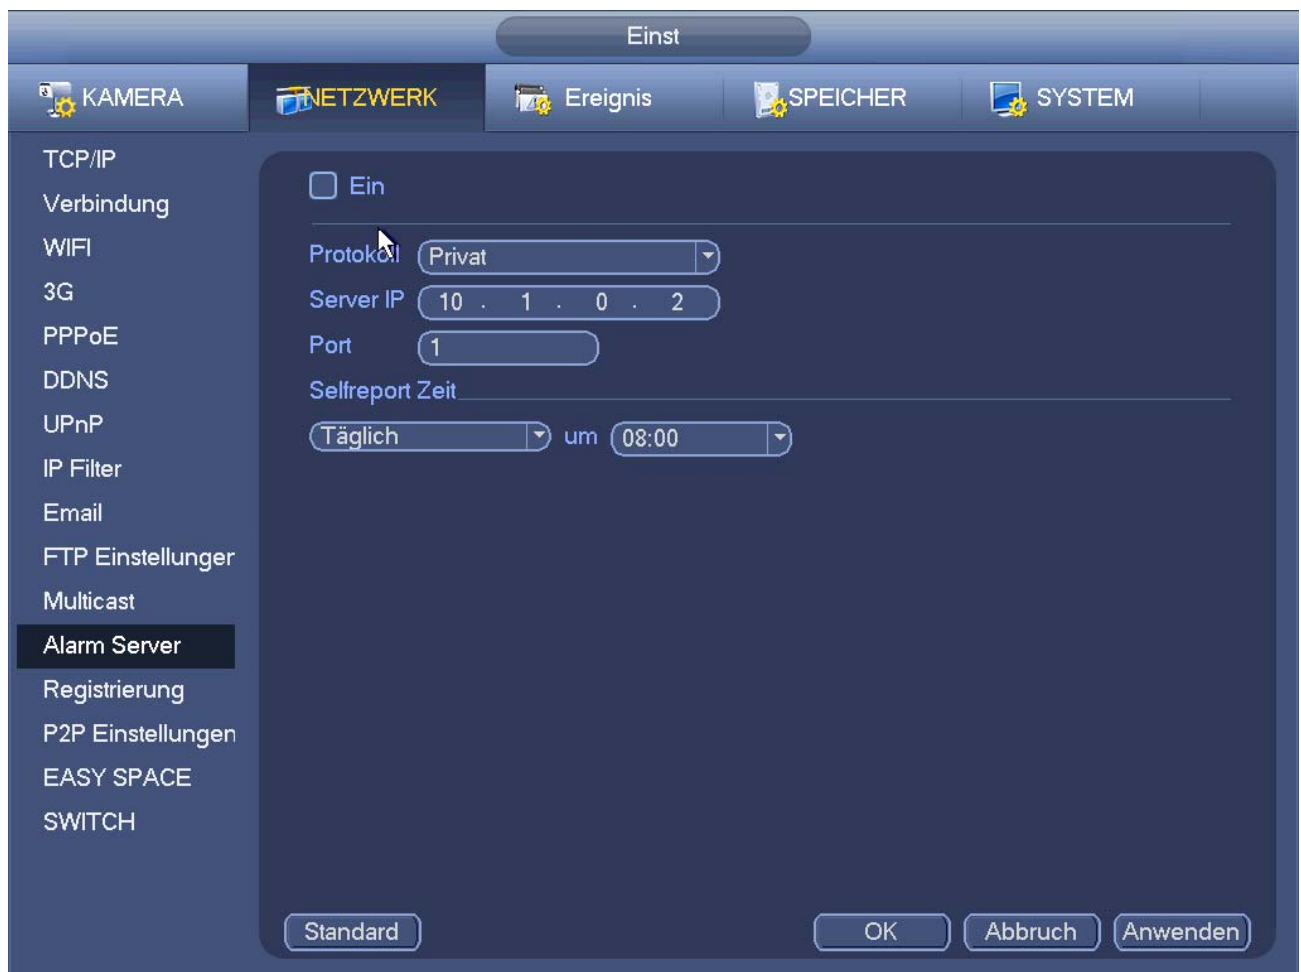 Einst
KAMERA
NETZWERK
Ereignis
SPEICHER
SYSTEM
TCP/IP
Verbindung
WIFI
3G
PPPoE
DDNS
UPnP
IP Filter
Email
FTP Einstellunger
Multicast
Alarm Server
Registrierung
P2P Einstellungen
EASY SPACE
SWITCH
Ein
Protokoll Privat
Server IP 10 . 1 . 0 . 2
Port 1
Selfreport Zeit
Täglich um 08:00
Standard OK Abbruch Anwenden